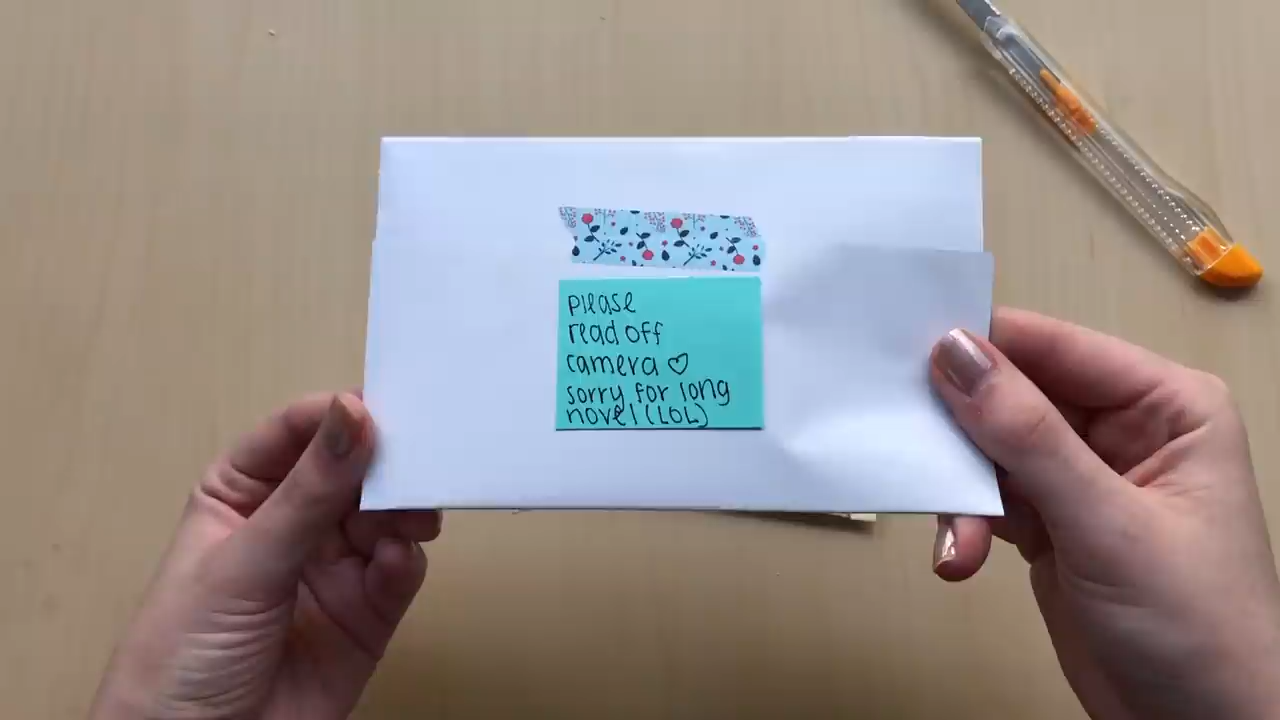 please
read off
camera ♡
sorry for long
novel (LOL)